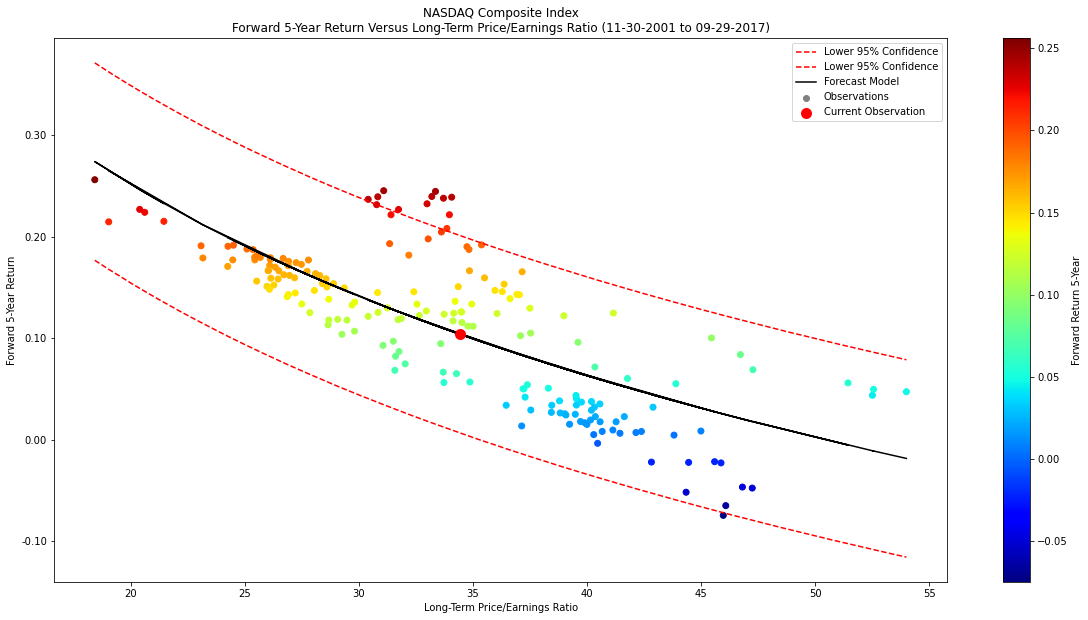 NASDAQ Composite Index
Forward 5-Year Return Versus Long-Term Price/Earnings Ratio (11-30-2001 to 09-29-2017)
Lower 95% Confidence
Lower 95% Confidence
Forecast Model
Observations
Current Observation
Forward 5-Year Return
0.30
0.20
0.10
0.00
-0.10
20
25
30
35
40
45
50
55
Long-Term Price/Earnings Ratio
0.25
0.20
0.15
0.10
0.05
0.00
−0.05
Forward Return 5-Year